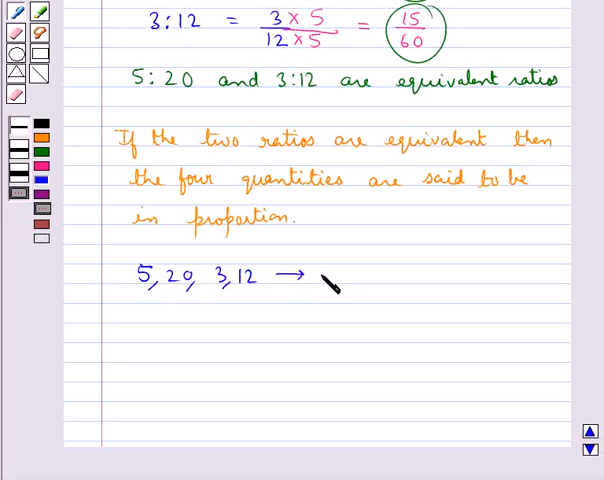 3:12 = 3 × 5 / 12 × 5 = 15 / 60
5:20 and 3:12 are equivalent ratios
If the two ratios are equivalent then
the four quantities are said to be
in proportion.
5, 20, 3, 12 →